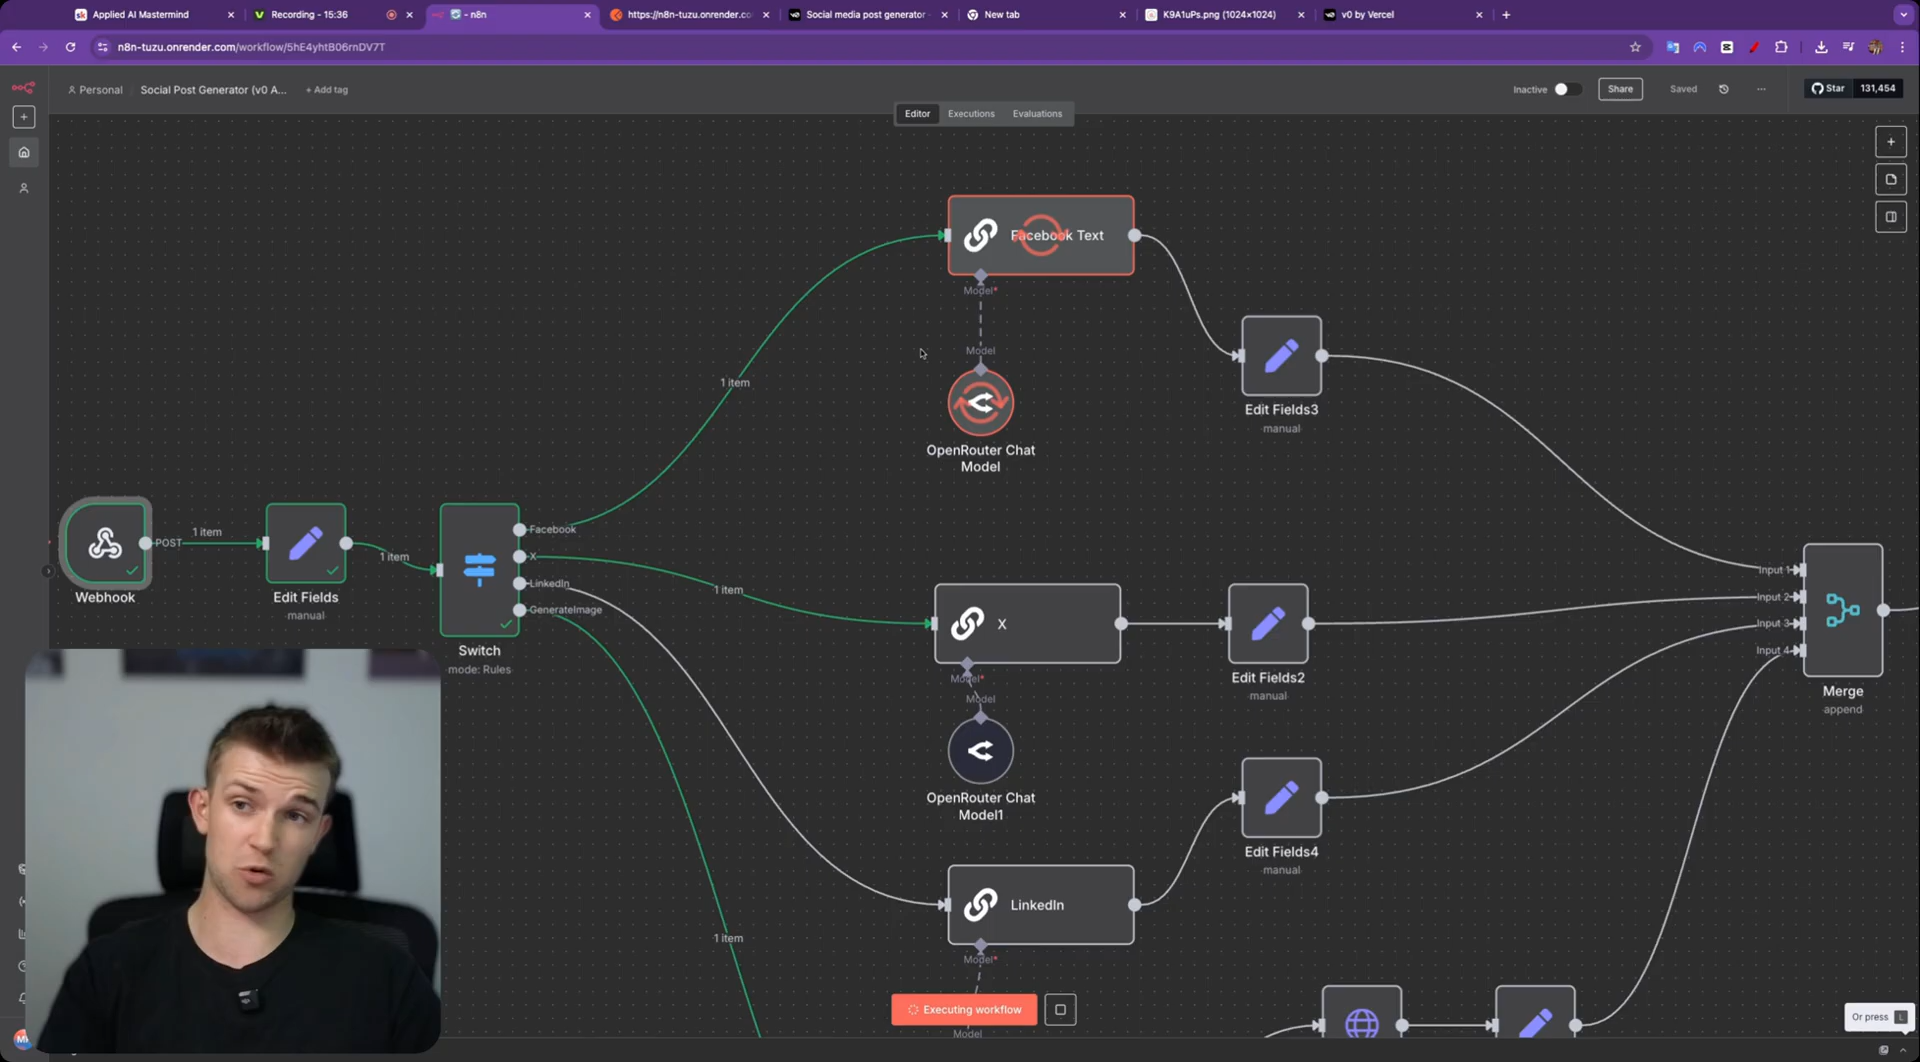 Applied AI Mastermind
Recording - 15:36
- n8n
https://n8n-tuzu.onrender.co
Social media post generator
New tab
K9A1uPs.png (1024×1024)
v0 by Vercel
n8n-tuzu.onrender.com/workflow/5hE4yhtB06rnDV7T
Personal
Social Post Generator (v0 A...
+ Add tag
Inactive
Share
Saved
Star
131,454
Editor
Executions
Evaluations
Facebook Text
Model*
Model
OpenRouter Chat
Model
1 item
Edit Fields3
manual
POST
1 item
1 item
Facebook
X
LinkedIn
GenerateImage
Webhook
Edit Fields
manual
Switch
mode: Rules
1 item
X
Model*
Model
OpenRouter Chat
Model1
Edit Fields2
manual
Input 1
Input 2
Input 3
Input 4
Merge
append
Edit Fields4
manual
1 item
LinkedIn
Model*
Executing workflow
Model
Or press L